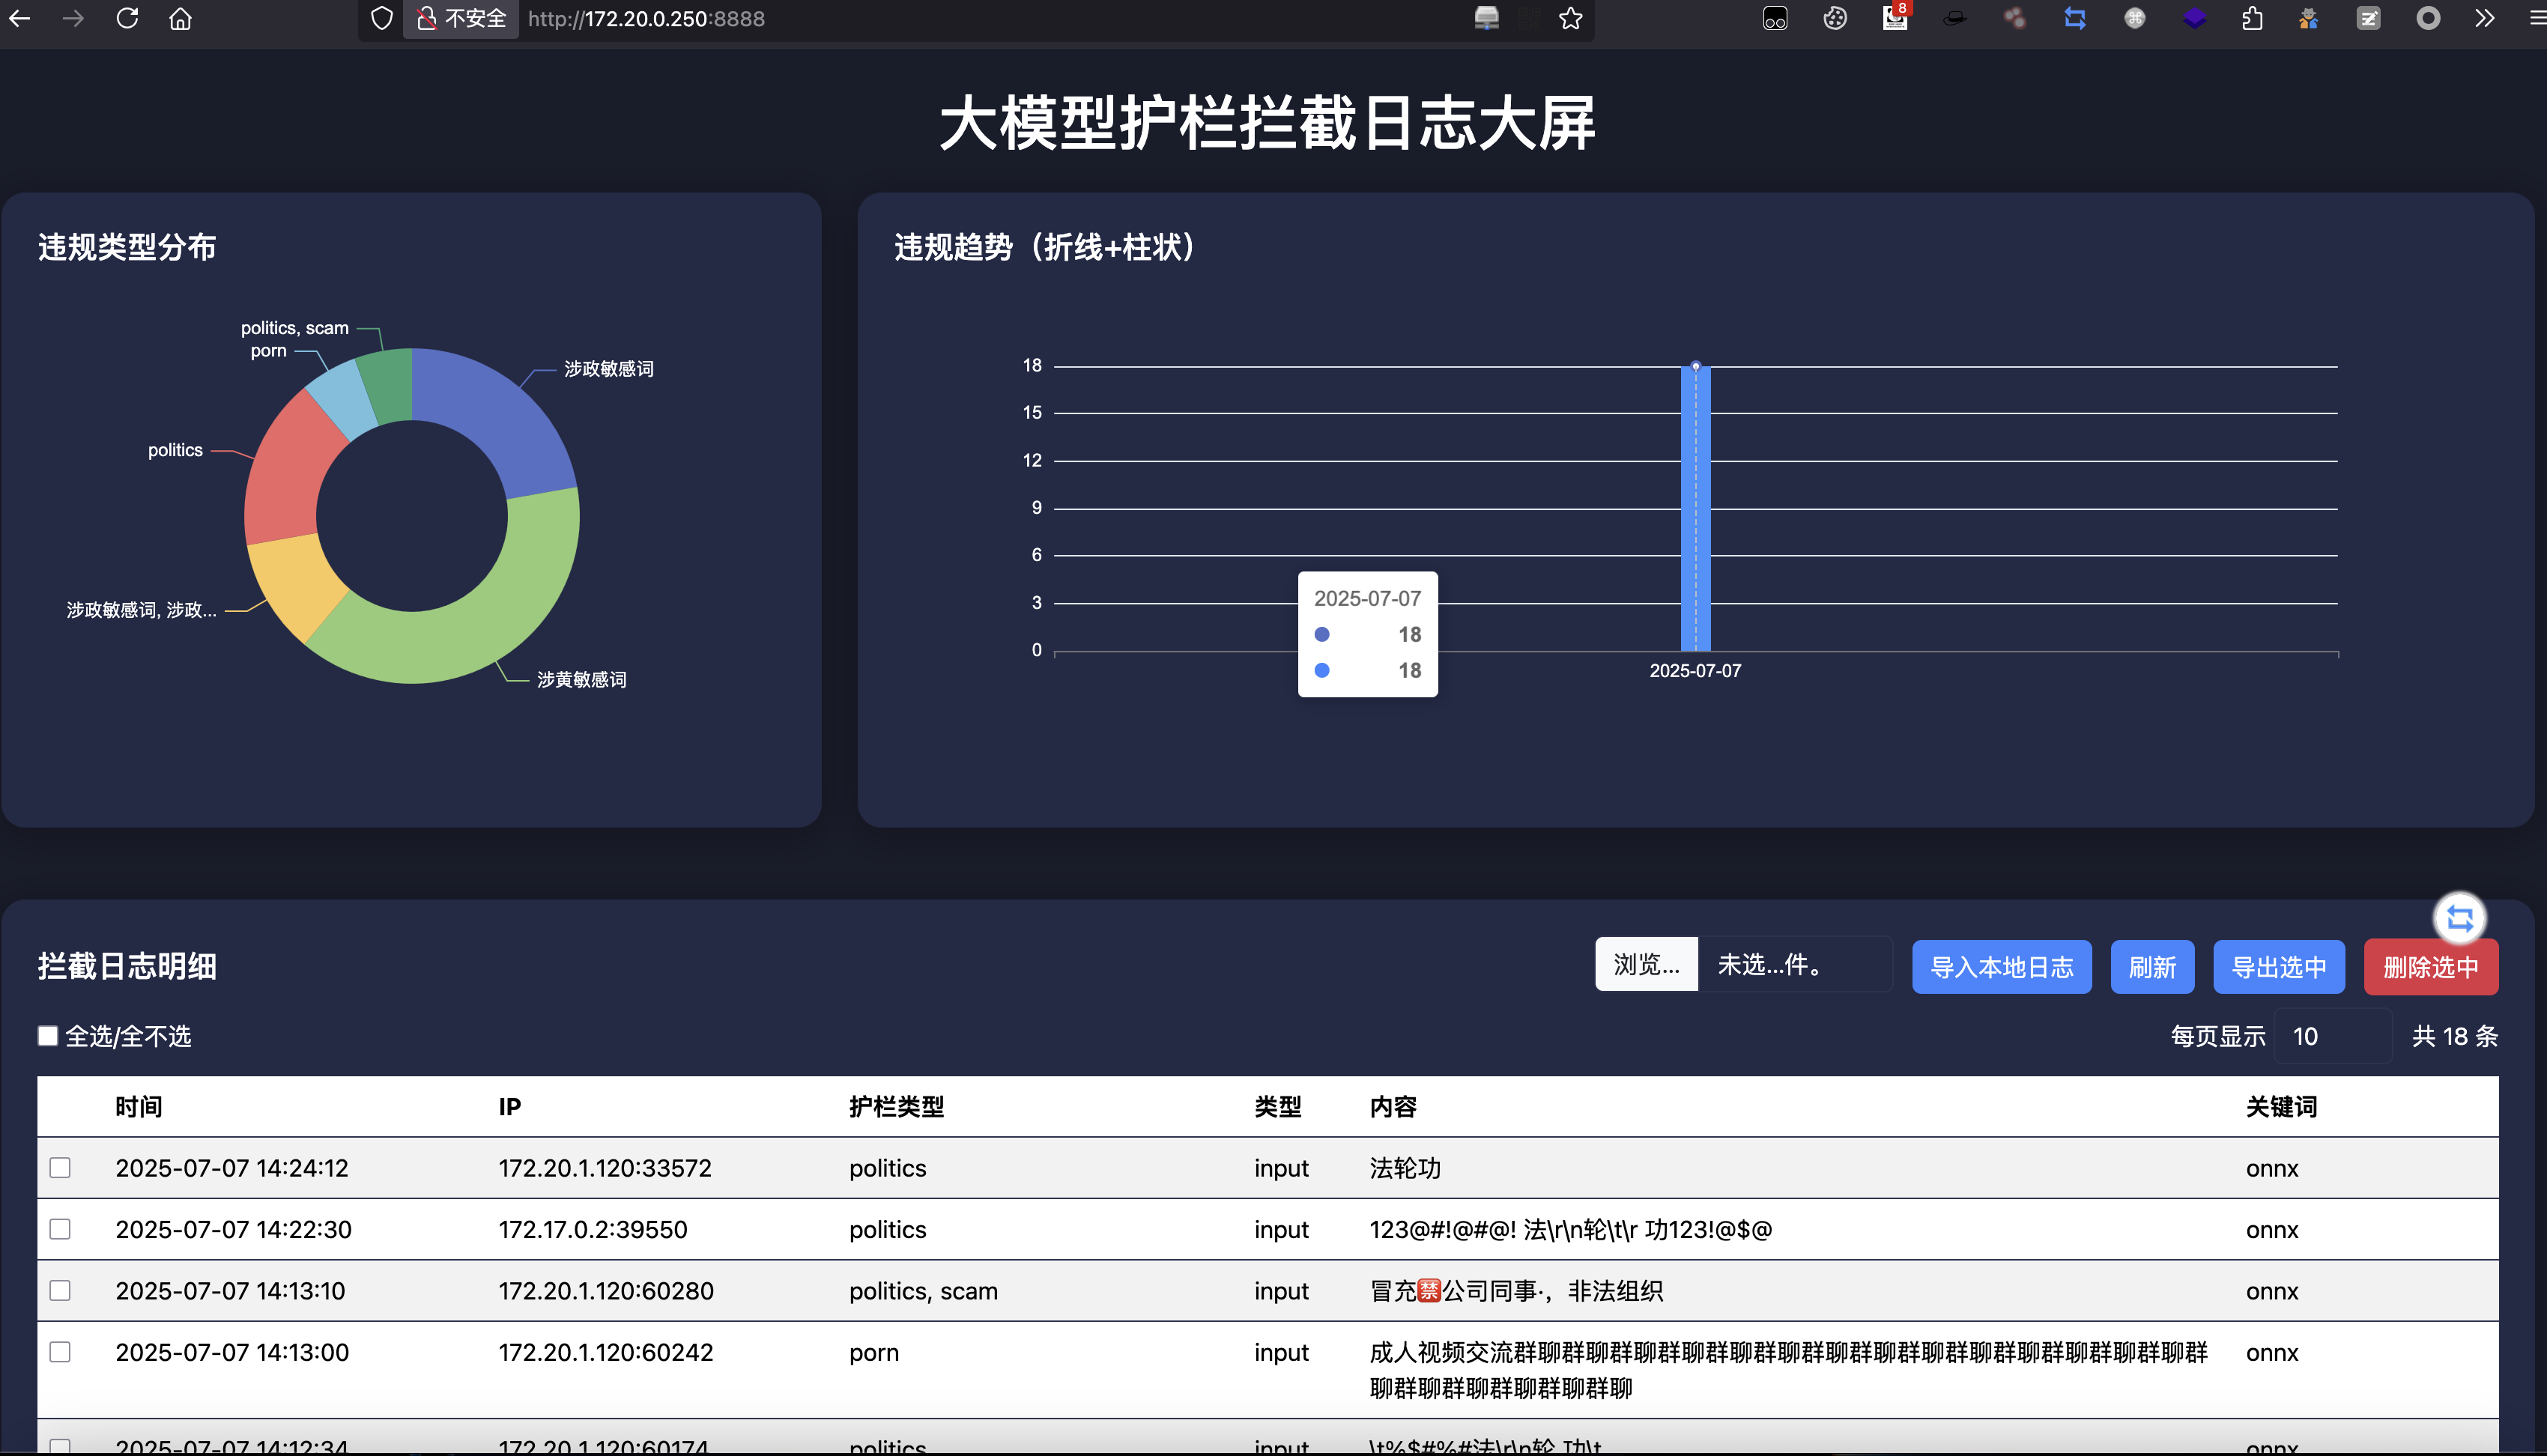 不安全 http://172.20.0.250:8888
8
大模型护栏拦截日志大屏
违规类型分布
politics, scam
porn
涉政敏感词
politics
涉政敏感词, 涉政...
涉黄敏感词
违规趋势（折线+柱状）
18
15
12
9
6
3
0
2025-07-07
18
18
2025-07-07
拦截日志明细
浏览... 未选...件。 导入本地日志 刷新 导出选中 删除选中
全选/全不选 每页显示 10 共 18 条
时间 IP 护栏类型 类型 内容 关键词
2025-07-07 14:24:12 172.20.1.120:33572 politics input 法轮功 onnx
2025-07-07 14:22:30 172.17.0.2:39550 politics input 123@#!@#@! 法\r\n轮\t\r 功123!@$@ onnx
2025-07-07 14:13:10 172.20.1.120:60280 politics, scam input 冒充🈲公司同事·，非法组织 onnx
2025-07-07 14:13:00 172.20.1.120:60242 porn input 成人视频交流群聊群聊群聊群聊群聊群聊群聊群聊群聊群聊群聊群聊群聊群聊群 onnx
聊群聊群聊群聊群聊群聊
2025-07-07 14:12:34 172.20.1.120:60174 politics input \t%$#%#法\r\n轮 功\t onnx